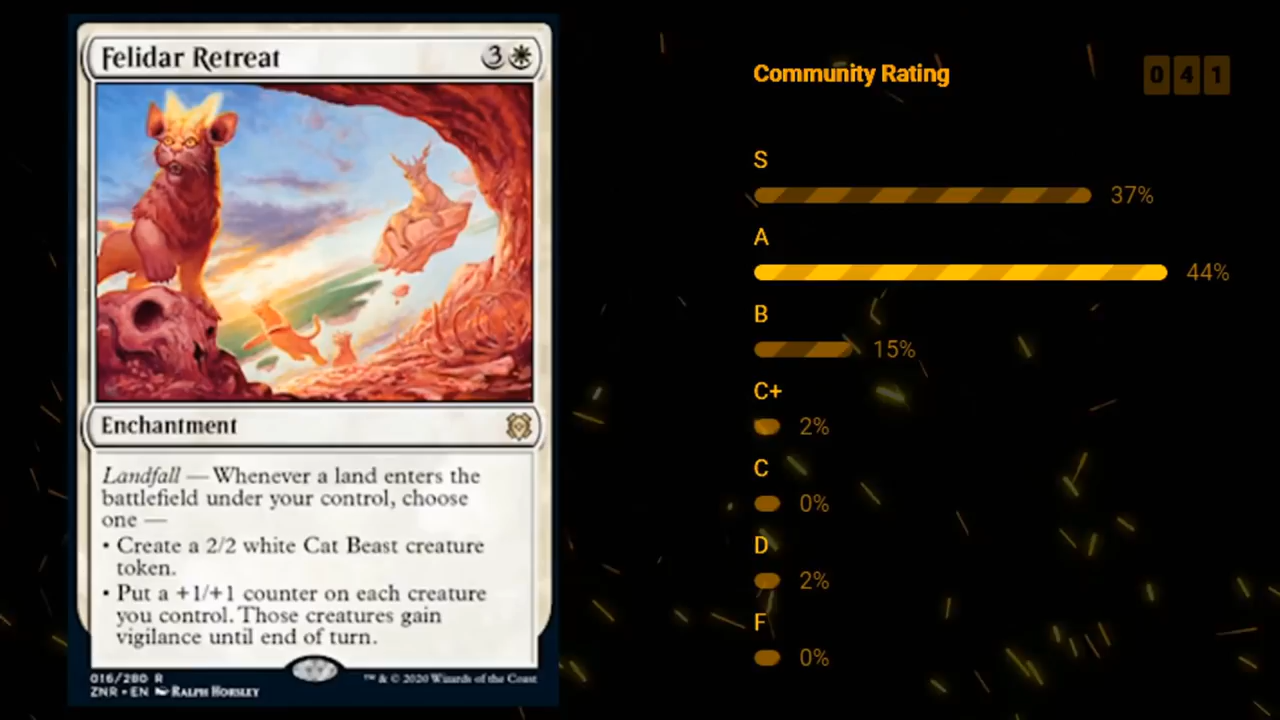 Felidar Retreat 3
Enchantment
Landfall — Whenever a land enters the
battlefield under your control, choose
one —
• Create a 2/2 white Cat Beast creature
token.
• Put a +1/+1 counter on each creature
you control. Those creatures gain
vigilance until end of turn.
016/280 R
ZNR • EN RALPH HORSLEY
™ & © 2020 Wizards of the Coast
Community Rating
041
S
37%
A
44%
B
15%
C+
2%
C
0%
D
2%
F
0%